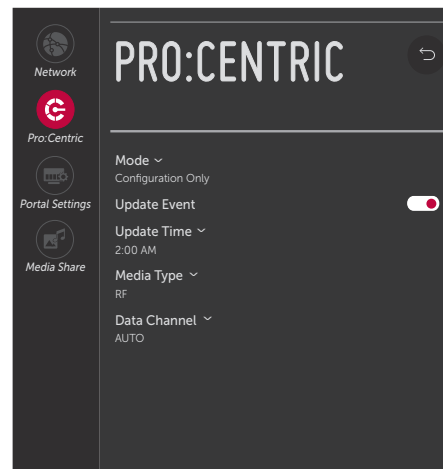 Network
Pro:Centric
Portal Settings
Media Share
PRO:CENTRIC
Mode
Configuration Only
Update Event
Update Time
2:00 AM
Media Type
RF
Data Channel
AUTO